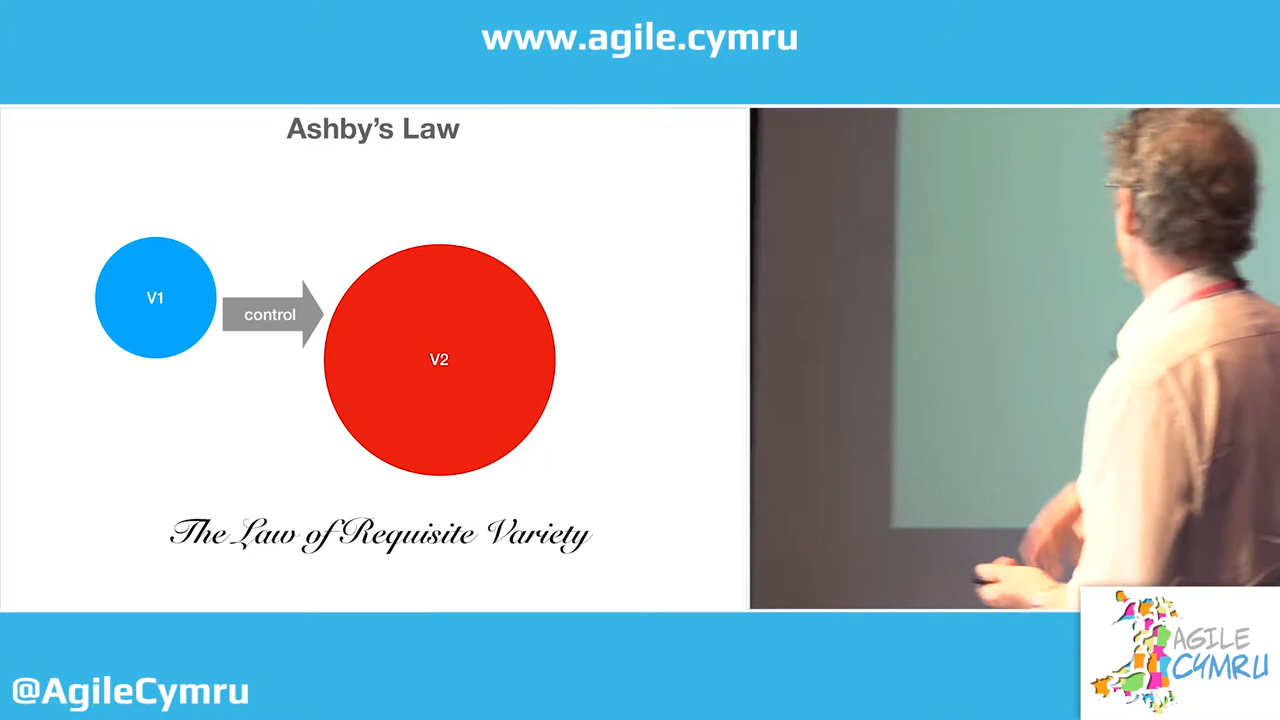 www.agile.cymru
Ashby's Law
V1
control
V2
The Law of Requisite Variety
@AgileCymru
AGILE
CYMRU